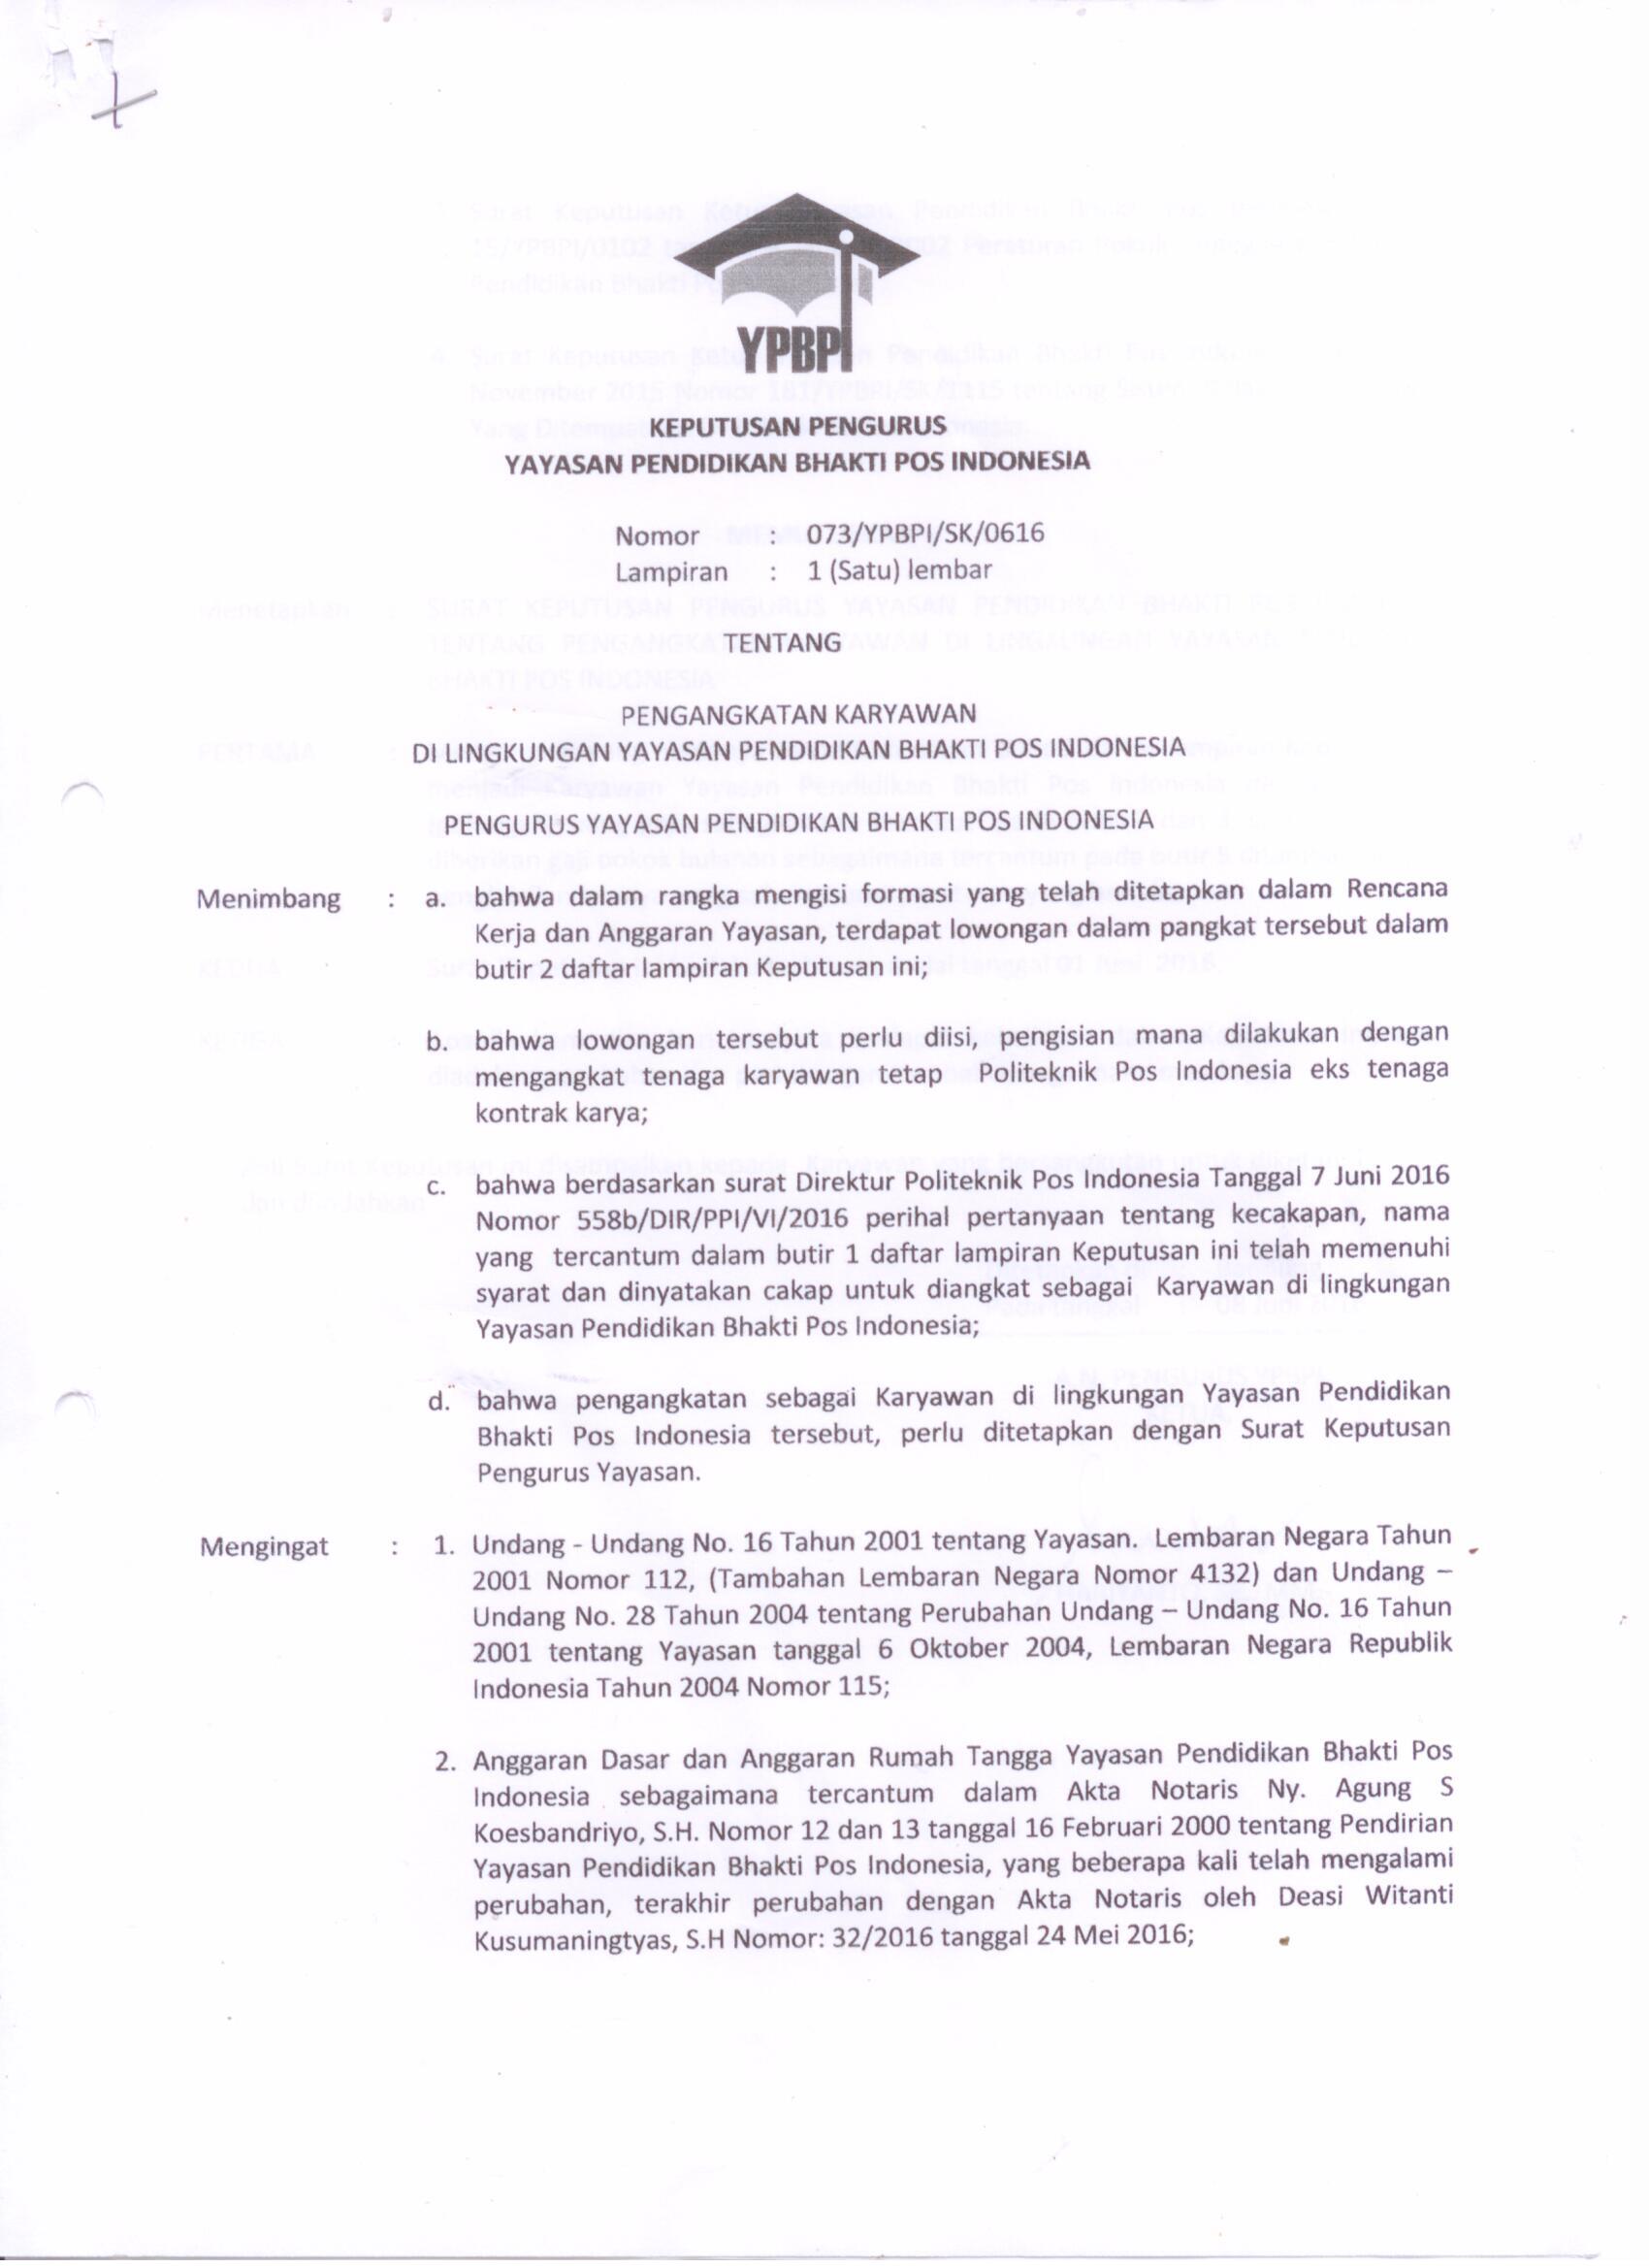 YPBPI
KEPUTUSAN PENGURUS
YAYASAN PENDIDIKAN BHAKTI POS INDONESIA
Nomor : 073/YPBPI/SK/0616
Lampiran : 1 (Satu) lembar
TENTANG
PENGANGKATAN KARYAWAN
DI LINGKUNGAN YAYASAN PENDIDIKAN BHAKTI POS INDONESIA
PENGURUS YAYASAN PENDIDIKAN BHAKTI POS INDONESIA
Menimbang : a. bahwa dalam rangka mengisi formasi yang telah ditetapkan dalam Rencana
Kerja dan Anggaran Yayasan, terdapat lowongan dalam pangkat tersebut dalam
butir 2 daftar lampiran Keputusan ini;
b. bahwa lowongan tersebut perlu diisi, pengisian mana dilakukan dengan
mengangkat tenaga karyawan tetap Politeknik Pos Indonesia eks tenaga
kontrak karya;
c. bahwa berdasarkan surat Direktur Politeknik Pos Indonesia Tanggal 7 Juni 2016
Nomor 558b/DIR/PPI/VI/2016 perihal pertanyaan tentang kecakapan, nama
yang tercantum dalam butir 1 daftar lampiran Keputusan ini telah memenuhi
syarat dan dinyatakan cakap untuk diangkat sebagai Karyawan di lingkungan
Yayasan Pendidikan Bhakti Pos Indonesia;
d. bahwa pengangkatan sebagai Karyawan di lingkungan Yayasan Pendidikan
Bhakti Pos Indonesia tersebut, perlu ditetapkan dengan Surat Keputusan
Pengurus Yayasan.
Mengingat : 1. Undang - Undang No. 16 Tahun 2001 tentang Yayasan. Lembaran Negara Tahun
2001 Nomor 112, (Tambahan Lembaran Negara Nomor 4132) dan Undang –
Undang No. 28 Tahun 2004 tentang Perubahan Undang – Undang No. 16 Tahun
2001 tentang Yayasan tanggal 6 Oktober 2004, Lembaran Negara Republik
Indonesia Tahun 2004 Nomor 115;
2. Anggaran Dasar dan Anggaran Rumah Tangga Yayasan Pendidikan Bhakti Pos
Indonesia sebagaimana tercantum dalam Akta Notaris Ny. Agung S
Koesbandriyo, S.H. Nomor 12 dan 13 tanggal 16 Februari 2000 tentang Pendirian
Yayasan Pendidikan Bhakti Pos Indonesia, yang beberapa kali telah mengalami
perubahan, terakhir perubahan dengan Akta Notaris oleh Deasi Witanti
Kusumaningtyas, S.H Nomor: 32/2016 tanggal 24 Mei 2016;